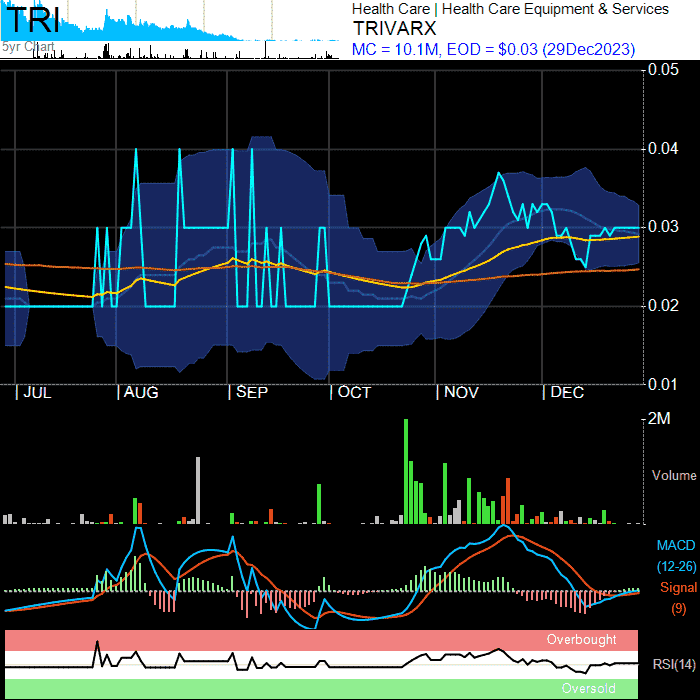 TRI
5yr Chart
Health Care | Health Care Equipment & Services
TRIVARX
MC = 10.1M, EOD = $0.03 (29Dec2023)
0.05
0.04
0.03
0.02
0.01
| JUL | AUG | SEP | OCT | NOV | DEC
2M
Volume
MACD
(12-26)
Signal
(9)
Overbought
RSI(14)
Oversold